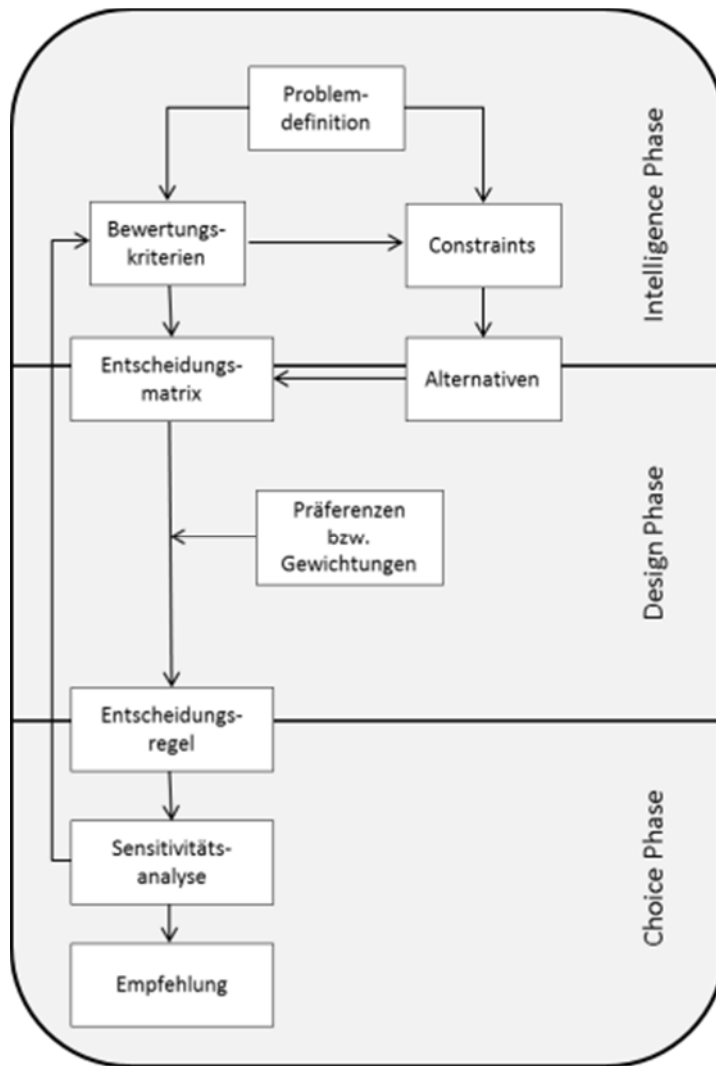 Problem-
definition
Bewertungs-
kriterien
Constraints
Intelligence Phase
Entscheidungs-
matrix
Alternativen
Präferenzen
bzw.
Gewichtungen
Design Phase
Entscheidungs-
regel
Sensitivitäts-
analyse
Empfehlung
Choice Phase